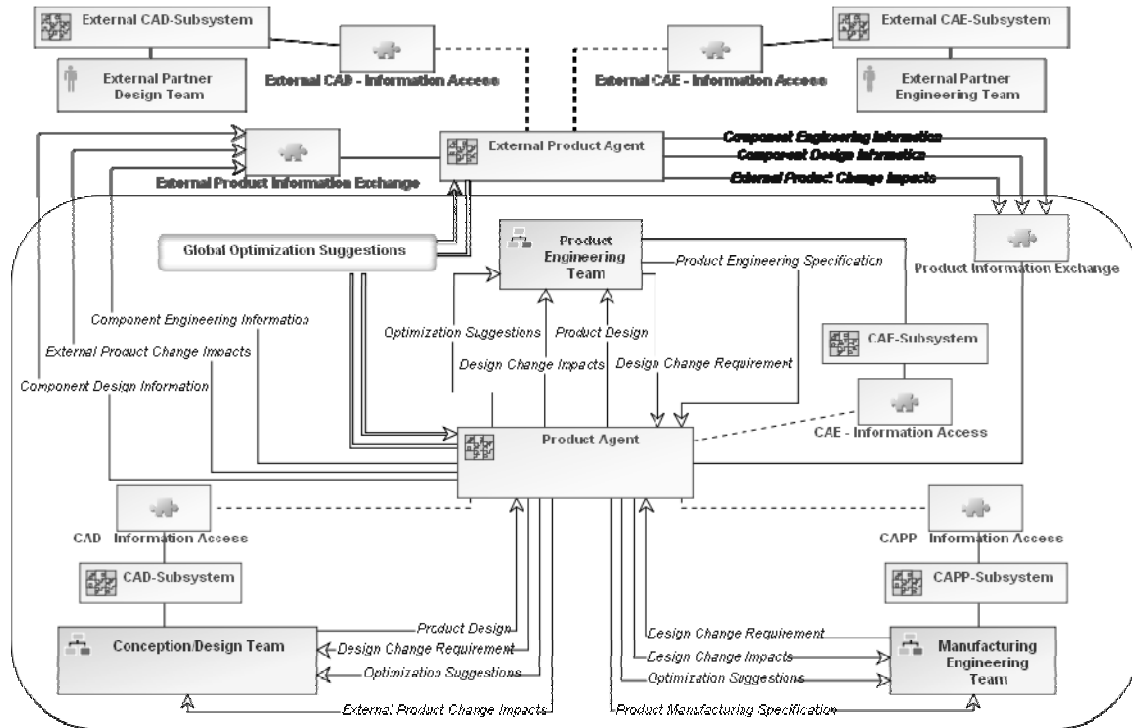 External CAD-Subsystem
External CAE-Subsystem
External Partner
Design Team
External CAD - Information Access
External CAE - Information Access
External Partner
Engineering Team
External Product Agent
Component Engineering Information
Component Design Information
External Product Change Impacts
External Product Information Exchange
Global Optimization Suggestions
Product
Engineering
Team
Product Engineering Specification
Product Information Exchange
Component Engineering Information
Optimization Suggestions
Product Design
External Product Change Impacts
Design Change Impacts
Design Change Requirement
Component Design Information
CAE-Subsystem
CAE - Information Access
Product Agent
CAD Information Access
CAPP Information Access
CAD-Subsystem
CAPP-Subsystem
Conception/Design Team
Product Design
Design Change Requirement
Optimization Suggestions
External Product Change Impacts
Design Change Requirement
Design Change Impacts
Optimization Suggestions
Product Manufacturing Specification
Manufacturing
Engineering
Team